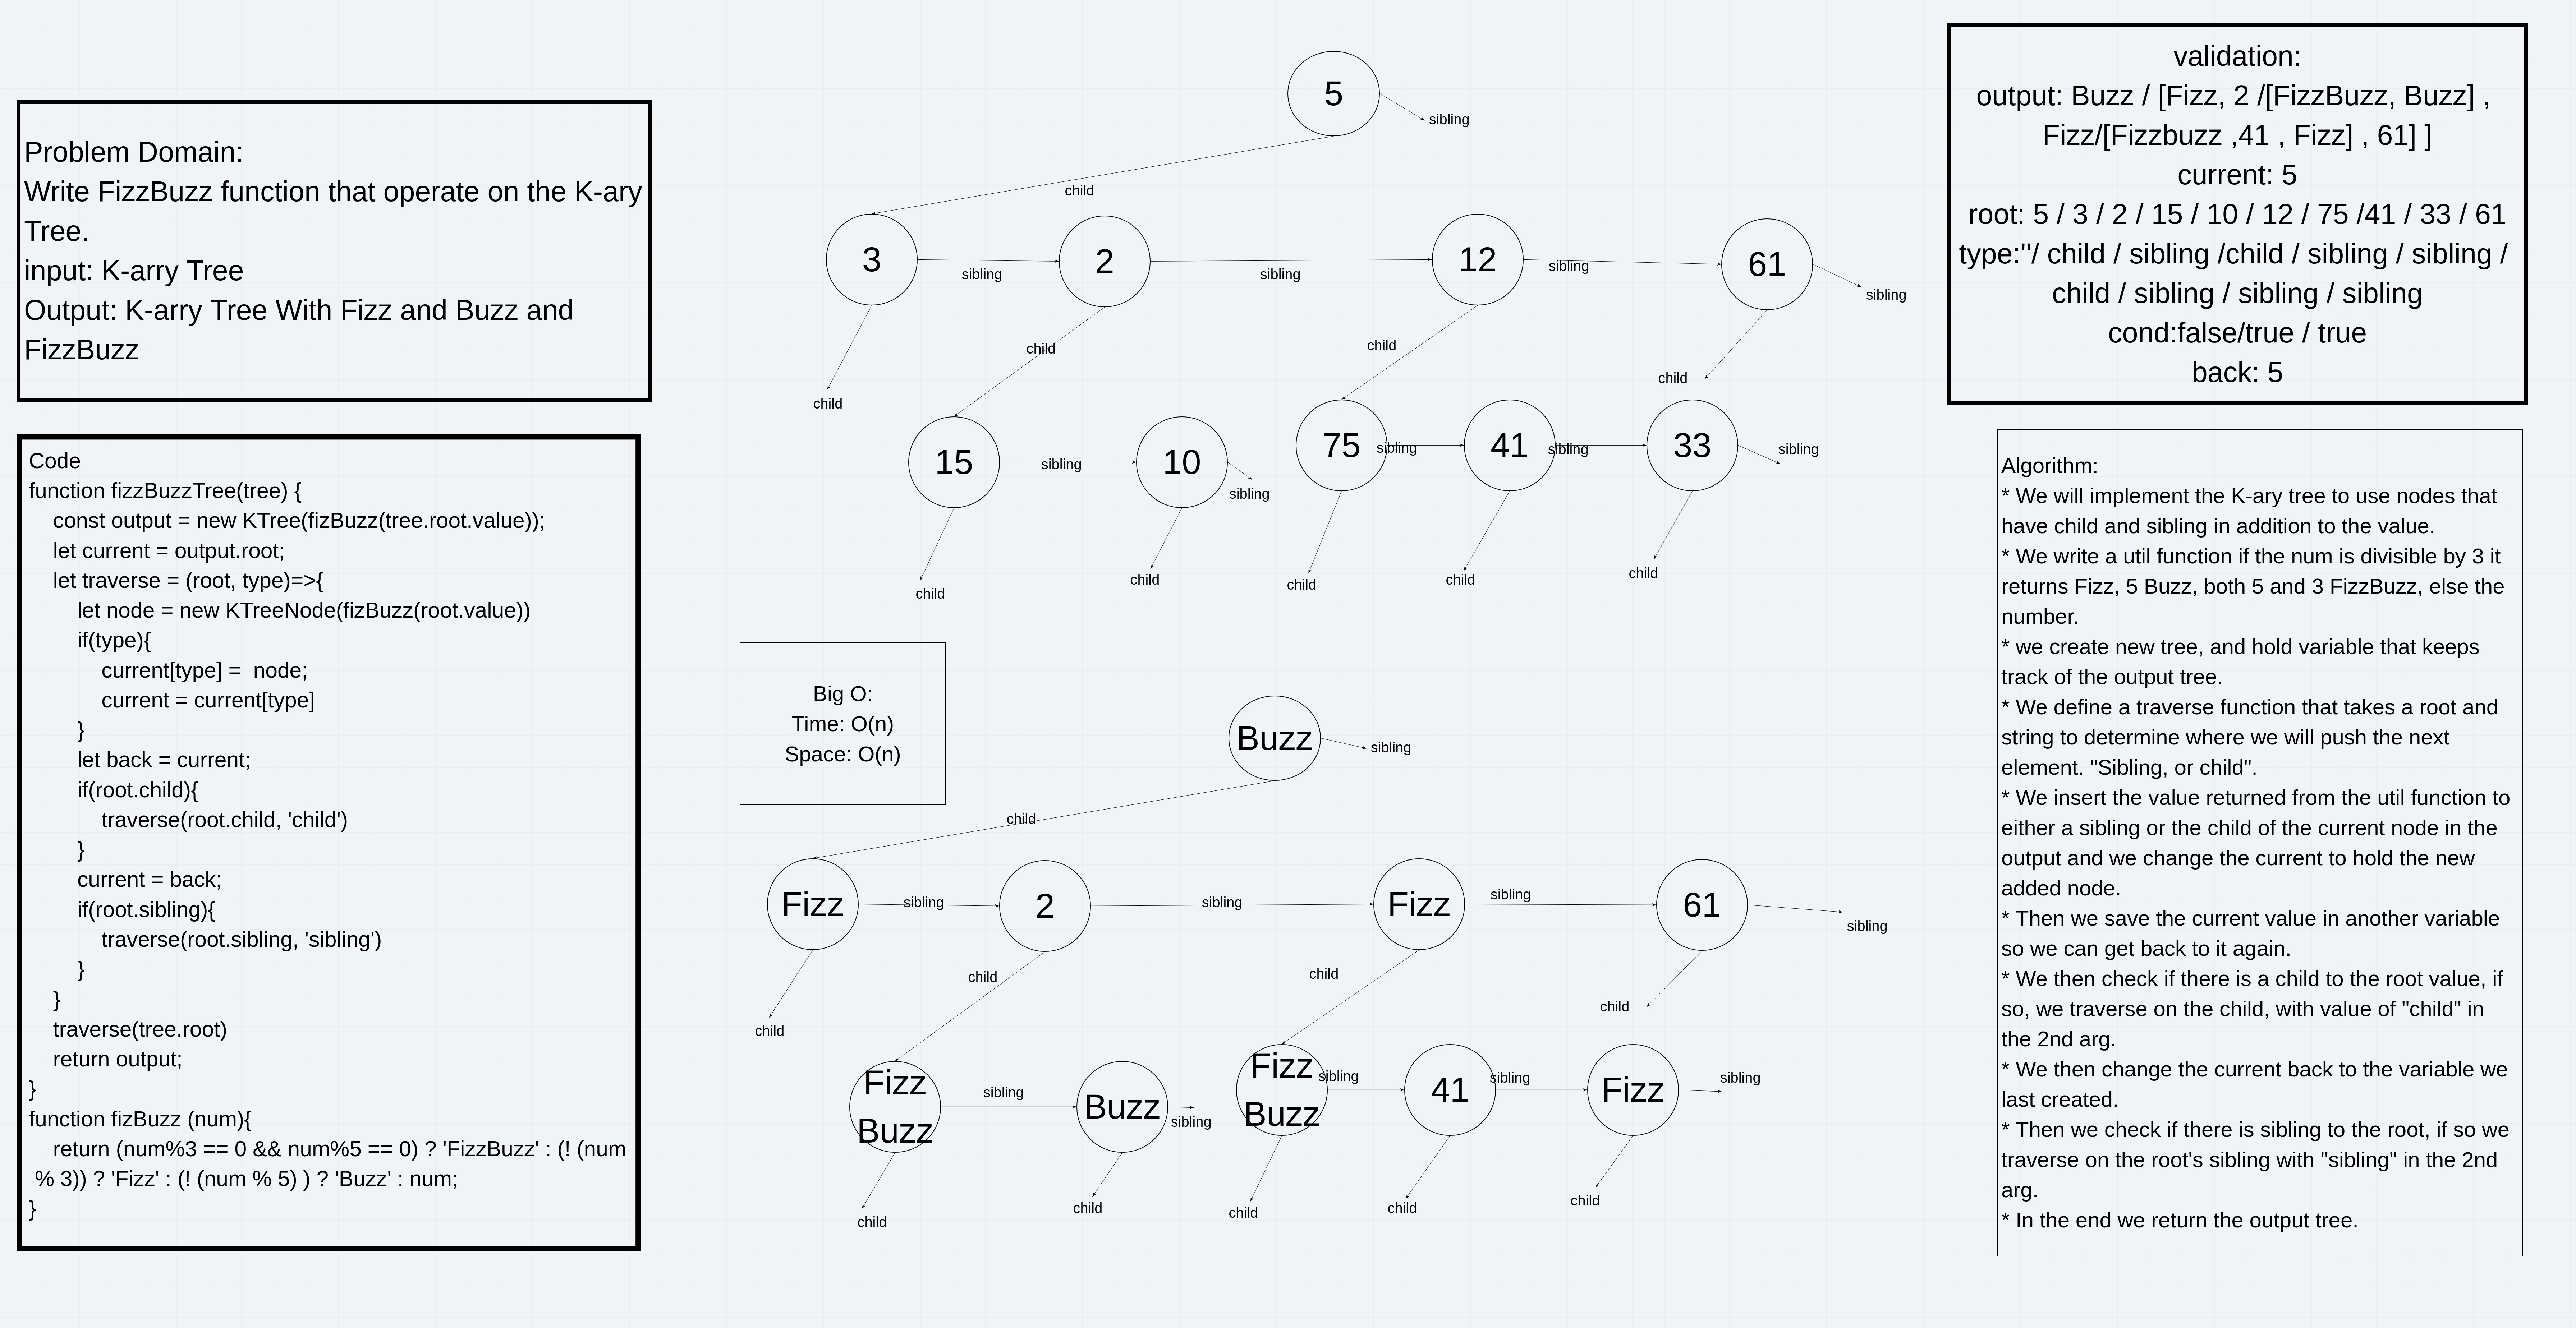 Problem Domain:
Write FizzBuzz function that operate on the K-ary
Tree.
input: K-arry Tree
Output: K-arry Tree With Fizz and Buzz and
FizzBuzz
Code
function fizzBuzzTree(tree) {
const output = new KTree(fizBuzz(tree.root.value));
let current = output.root;
let traverse = (root, type)=>{
let node = new KTreeNode(fizBuzz(root.value))
if(type){
current[type] =  node;
current = current[type]
}
let back = current;
if(root.child){
traverse(root.child, 'child')
}
current = back;
if(root.sibling){
traverse(root.sibling, 'sibling')
}
}
traverse(tree.root)
return output;
}
function fizBuzz (num){
return (num%3 == 0 && num%5 == 0) ? 'FizzBuzz' : (! (num
% 3)) ? 'Fizz' : (! (num % 5) ) ? 'Buzz' : num;
}
5
sibling
child
3
sibling
2
sibling
12
sibling
61
sibling
child
child
child
child
15
sibling
10
sibling
75
sibling
41
sibling
33
sibling
child
child
child
child
child
Big O:
Time: O(n)
Space: O(n)
Buzz
sibling
child
Fizz
sibling
2
sibling
Fizz
sibling
61
sibling
child
child
child
child
Fizz
Buzz
sibling
Buzz
sibling
Fizz
Buzz
sibling
41
sibling
Fizz
sibling
child
child
child
child
child
validation:
output: Buzz / [Fizz, 2 /[FizzBuzz, Buzz] ,
Fizz/[Fizzbuzz ,41 , Fizz] , 61] ]
current: 5
root: 5 / 3 / 2 / 15 / 10 / 12 / 75 /41 / 33 / 61
type:''/ child / sibling /child / sibling / sibling /
child / sibling / sibling / sibling
cond:false/true / true
back: 5
Algorithm:
* We will implement the K-ary tree to use nodes that
have child and sibling in addition to the value.
* We write a util function if the num is divisible by 3 it
returns Fizz, 5 Buzz, both 5 and 3 FizzBuzz, else the
number.
* we create new tree, and hold variable that keeps
track of the output tree.
* We define a traverse function that takes a root and
string to determine where we will push the next
element. "Sibling, or child".
* We insert the value returned from the util function to
either a sibling or the child of the current node in the
output and we change the current to hold the new
added node.
* Then we save the current value in another variable
so we can get back to it again.
* We then check if there is a child to the root value, if
so, we traverse on the child, with value of "child" in
the 2nd arg.
* We then change the current back to the variable we
last created.
* Then we check if there is sibling to the root, if so we
traverse on the root's sibling with "sibling" in the 2nd
arg.
* In the end we return the output tree.